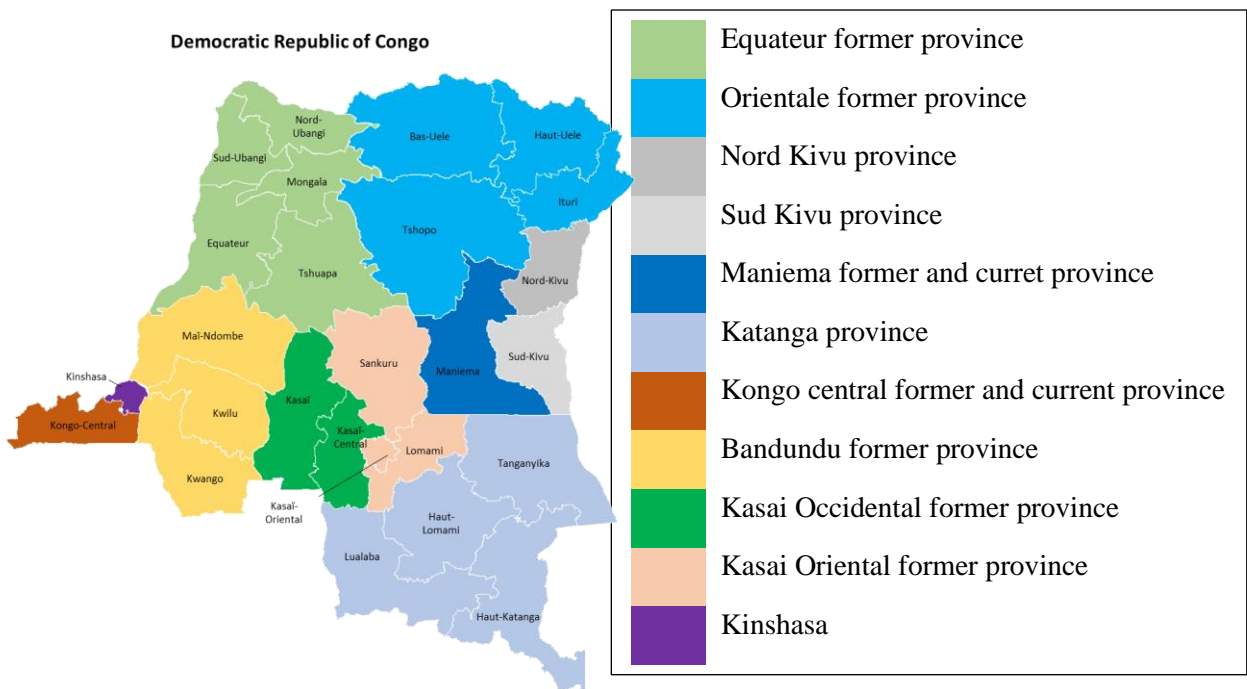 Democratic Republic of Congo
Nord-
Ubangi
Bas-Uele
Haut-Uele
Sud-Ubangi
Mongala
Ituri
Tshopo
Equateur
Tshuapa
Nord-Kivu
Maï-Ndombe
Sankuru
Sud-Kivu
Kinshasa
Maniema
Kasaï
Kwilu
Kongo-Central
Kasaï-
Central
Lomami
Tanganyika
Kwango
Kasaï-
Oriental
Haut-
Lomami
Lualaba
Haut-Katanga
Equateur former province
Orientale former province
Nord Kivu province
Sud Kivu province
Maniema former and curret province
Katanga province
Kongo central former and current province
Bandundu former province
Kasai Occidental former province
Kasai Oriental former province
Kinshasa